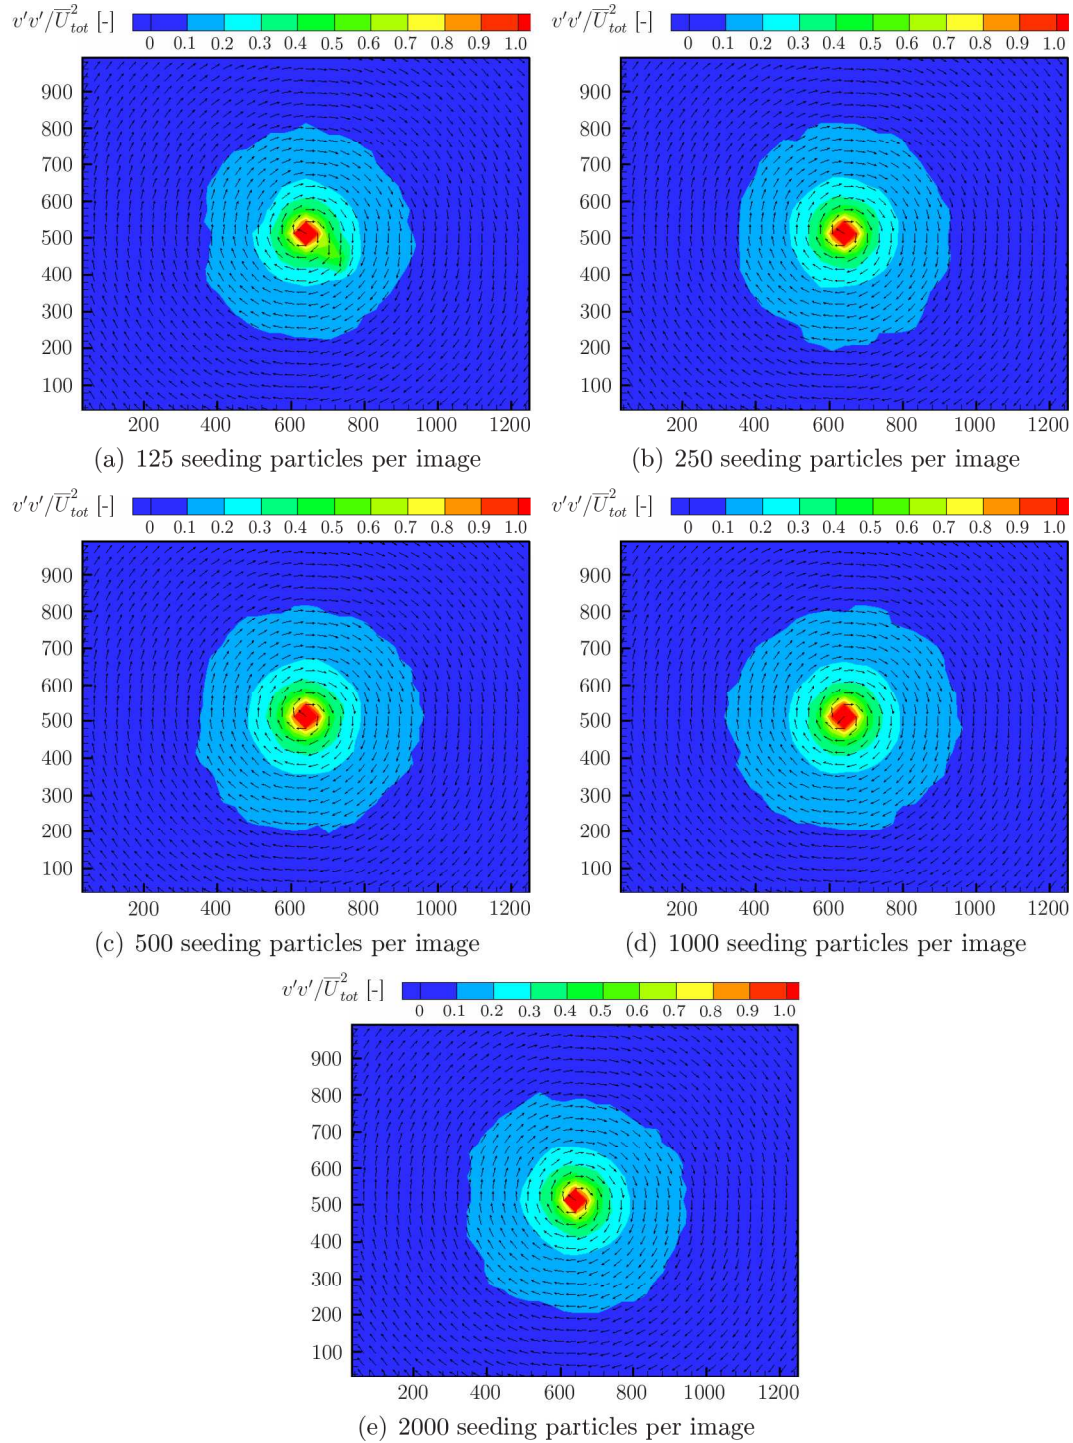 v'v'/U̅²tot [-] v'v'/U̅²tot [-]
0 0.1 0.2 0.3 0.4 0.5 0.6 0.7 0.8 0.9 1.0 0 0.1 0.2 0.3 0.4 0.5 0.6 0.7 0.8 0.9 1.0
900 900
800 800
700 700
600 600
500 500
400 400
300 300
200 200
100 100
200 400 600 800 1000 1200 200 400 600 800 1000 1200
(a) 125 seeding particles per image (b) 250 seeding particles per image
v'v'/U̅²tot [-] v'v'/U̅²tot [-]
0 0.1 0.2 0.3 0.4 0.5 0.6 0.7 0.8 0.9 1.0 0 0.1 0.2 0.3 0.4 0.5 0.6 0.7 0.8 0.9 1.0
900 900
800 800
700 700
600 600
500 500
400 400
300 300
200 200
100 100
200 400 600 800 1000 1200 200 400 600 800 1000 1200
(c) 500 seeding particles per image (d) 1000 seeding particles per image
v'v'/U̅²tot [-]
0 0.1 0.2 0.3 0.4 0.5 0.6 0.7 0.8 0.9 1.0
900
800
700
600
500
400
300
200
100
200 400 600 800 1000 1200
(e) 2000 seeding particles per image